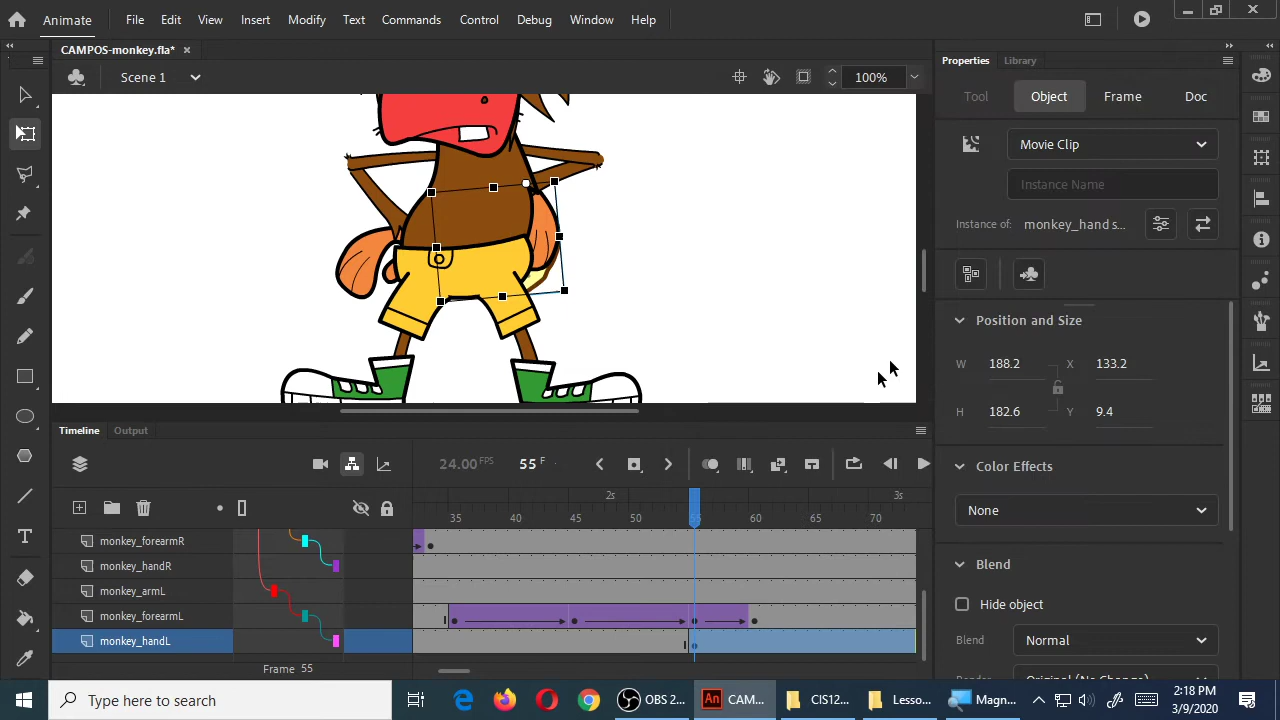 Animate
File Edit View Insert Modify Text Commands Control Debug Window Help
CAMPOS-monkey.fla*
Properties Library
Scene 1
100%
Tool Object Frame Doc
Movie Clip
Instance Name
Instance of: monkey_hand s...
Position and Size
W 188.2 X 133.2
H 182.6 Y 9.4
Color Effects
None
Blend
Hide object
Blend Normal
Render Original (No Change)
Timeline Output
24.00 FPS 55 F
2s 3s
35 40 45 50 55 60 65 70
monkey_forearmR
monkey_handR
monkey_armL
monkey_forearmL
monkey_handL
Frame 55
Type here to search
OBS 2... An CAM... CIS12... Lesso... Magn...
2:18 PM
3/9/2020